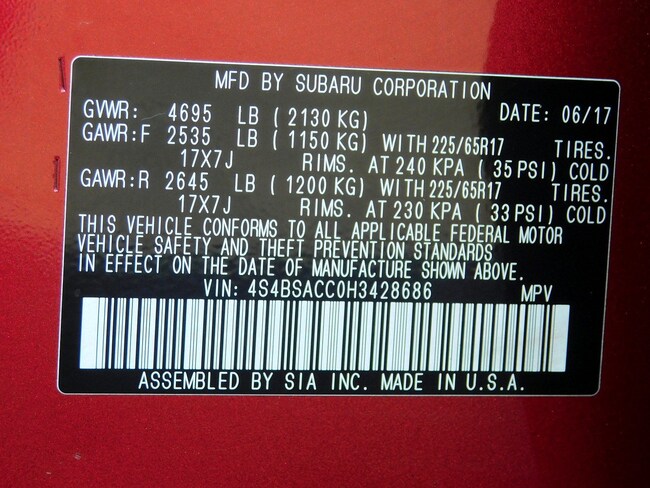 MFD BY SUBARU CORPORATION
GVWR: 4695 LB ( 2130 KG) DATE: 06/17
GAWR:F 2535 LB ( 1150 KG) WITH 225/65R17 TIRES.
17X7J RIMS. AT 240 KPA ( 35 PSI) COLD
GAWR:R 2645 LB ( 1200 KG) WITH 225/65R17 TIRES.
17X7J RIMS. AT 230 KPA ( 33 PSI) COLD
THIS VEHICLE CONFORMS TO ALL APPLICABLE FEDERAL MOTOR
VEHICLE SAFETY AND THEFT PREVENTION STANDARDS
IN EFFECT ON THE DATE OF MANUFACTURE SHOWN ABOVE.
VIN: 4S4BSACC0H3428686 MPV
ASSEMBLED BY SIA INC. MADE IN U.S.A.